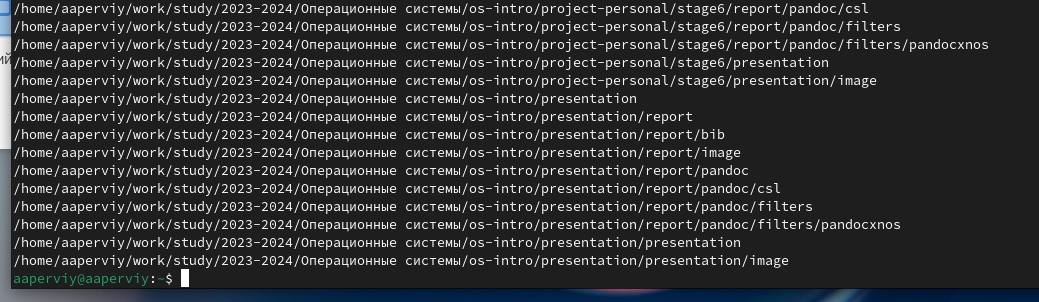 /home/aaperviy/work/study/2023-2024/Операционные системы/os-intro/project-personal/stage6/report/pandoc/csl
/home/aaperviy/work/study/2023-2024/Операционные системы/os-intro/project-personal/stage6/report/pandoc/filters
/home/aaperviy/work/study/2023-2024/Операционные системы/os-intro/project-personal/stage6/report/pandoc/filters/pandocxnos
/home/aaperviy/work/study/2023-2024/Операционные системы/os-intro/project-personal/stage6/presentation
/home/aaperviy/work/study/2023-2024/Операционные системы/os-intro/project-personal/stage6/presentation/image
/home/aaperviy/work/study/2023-2024/Операционные системы/os-intro/presentation
/home/aaperviy/work/study/2023-2024/Операционные системы/os-intro/presentation/report
/home/aaperviy/work/study/2023-2024/Операционные системы/os-intro/presentation/report/bib
/home/aaperviy/work/study/2023-2024/Операционные системы/os-intro/presentation/report/image
/home/aaperviy/work/study/2023-2024/Операционные системы/os-intro/presentation/report/pandoc
/home/aaperviy/work/study/2023-2024/Операционные системы/os-intro/presentation/report/pandoc/csl
/home/aaperviy/work/study/2023-2024/Операционные системы/os-intro/presentation/report/pandoc/filters
/home/aaperviy/work/study/2023-2024/Операционные системы/os-intro/presentation/report/pandoc/filters/pandocxnos
/home/aaperviy/work/study/2023-2024/Операционные системы/os-intro/presentation/presentation
/home/aaperviy/work/study/2023-2024/Операционные системы/os-intro/presentation/presentation/image
aaperviy@aaperviy:~$